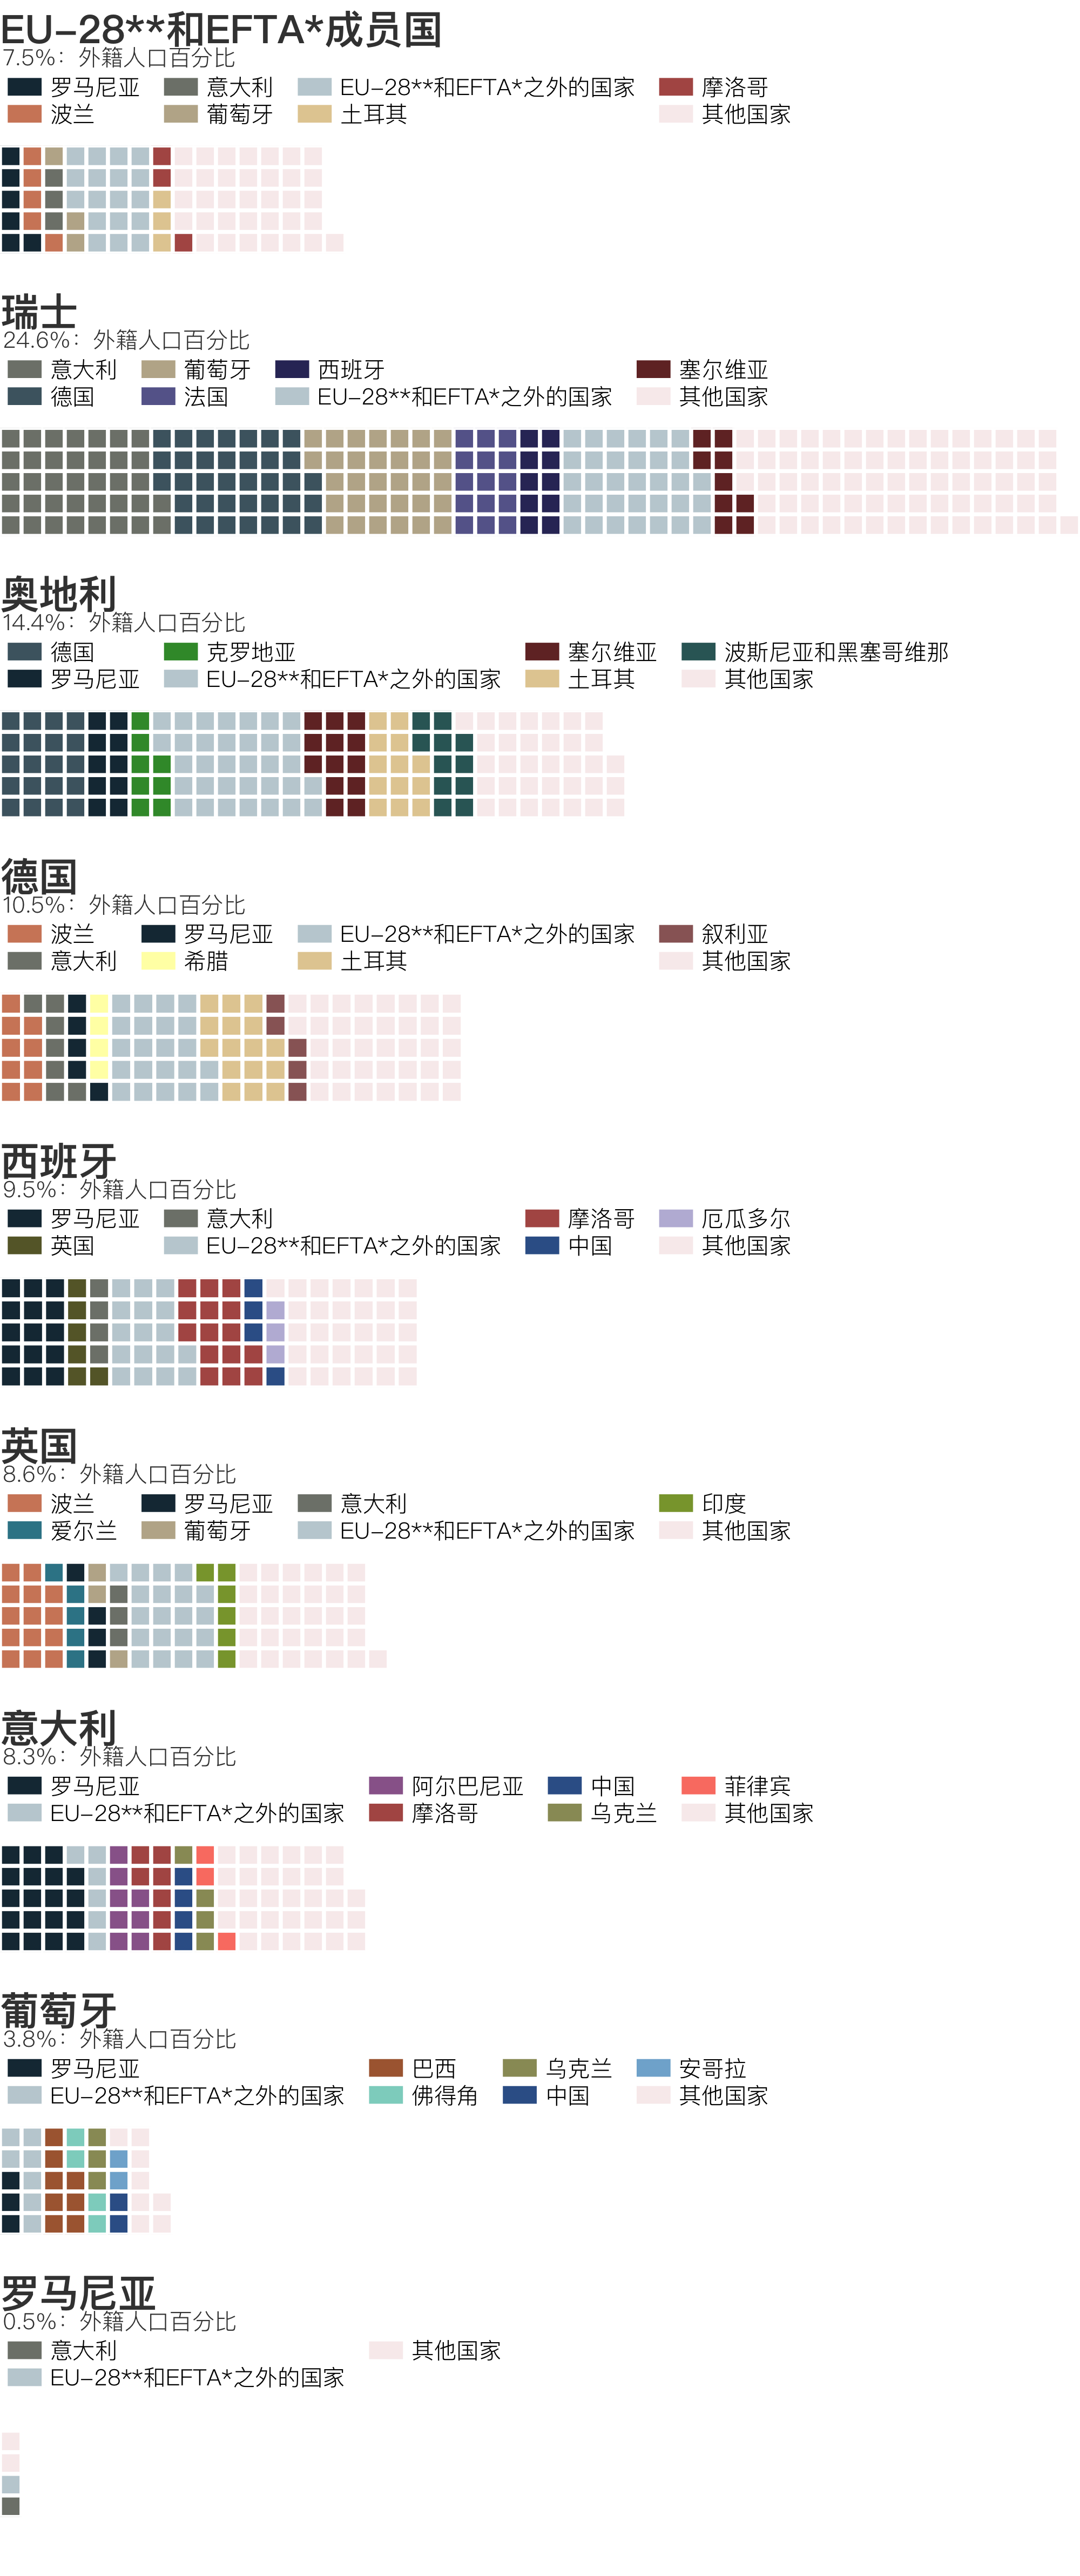 EU-28**和EFTA*成员国
7.5%：外籍人口百分比
罗马尼亚 意大利 EU-28**和EFTA*之外的国家 摩洛哥
波兰 葡萄牙 土耳其 其他国家
瑞士
24.6%：外籍人口百分比
意大利 葡萄牙 西班牙 塞尔维亚
德国 法国 EU-28**和EFTA*之外的国家 其他国家
奥地利
14.4%：外籍人口百分比
德国 克罗地亚 塞尔维亚 波斯尼亚和黑塞哥维那
罗马尼亚 EU-28**和EFTA*之外的国家 土耳其 其他国家
德国
10.5%：外籍人口百分比
波兰 罗马尼亚 EU-28**和EFTA*之外的国家 叙利亚
意大利 希腊 土耳其 其他国家
西班牙
9.5%：外籍人口百分比
罗马尼亚 意大利 摩洛哥 厄瓜多尔
英国 EU-28**和EFTA*之外的国家 中国 其他国家
英国
8.6%：外籍人口百分比
波兰 罗马尼亚 意大利 印度
爱尔兰 葡萄牙 EU-28**和EFTA*之外的国家 其他国家
意大利
8.3%：外籍人口百分比
罗马尼亚 阿尔巴尼亚 中国 菲律宾
EU-28**和EFTA*之外的国家 摩洛哥 乌克兰 其他国家
葡萄牙
3.8%：外籍人口百分比
罗马尼亚 巴西 乌克兰 安哥拉
EU-28**和EFTA*之外的国家 佛得角 中国 其他国家
罗马尼亚
0.5%：外籍人口百分比
意大利 其他国家
EU-28**和EFTA*之外的国家